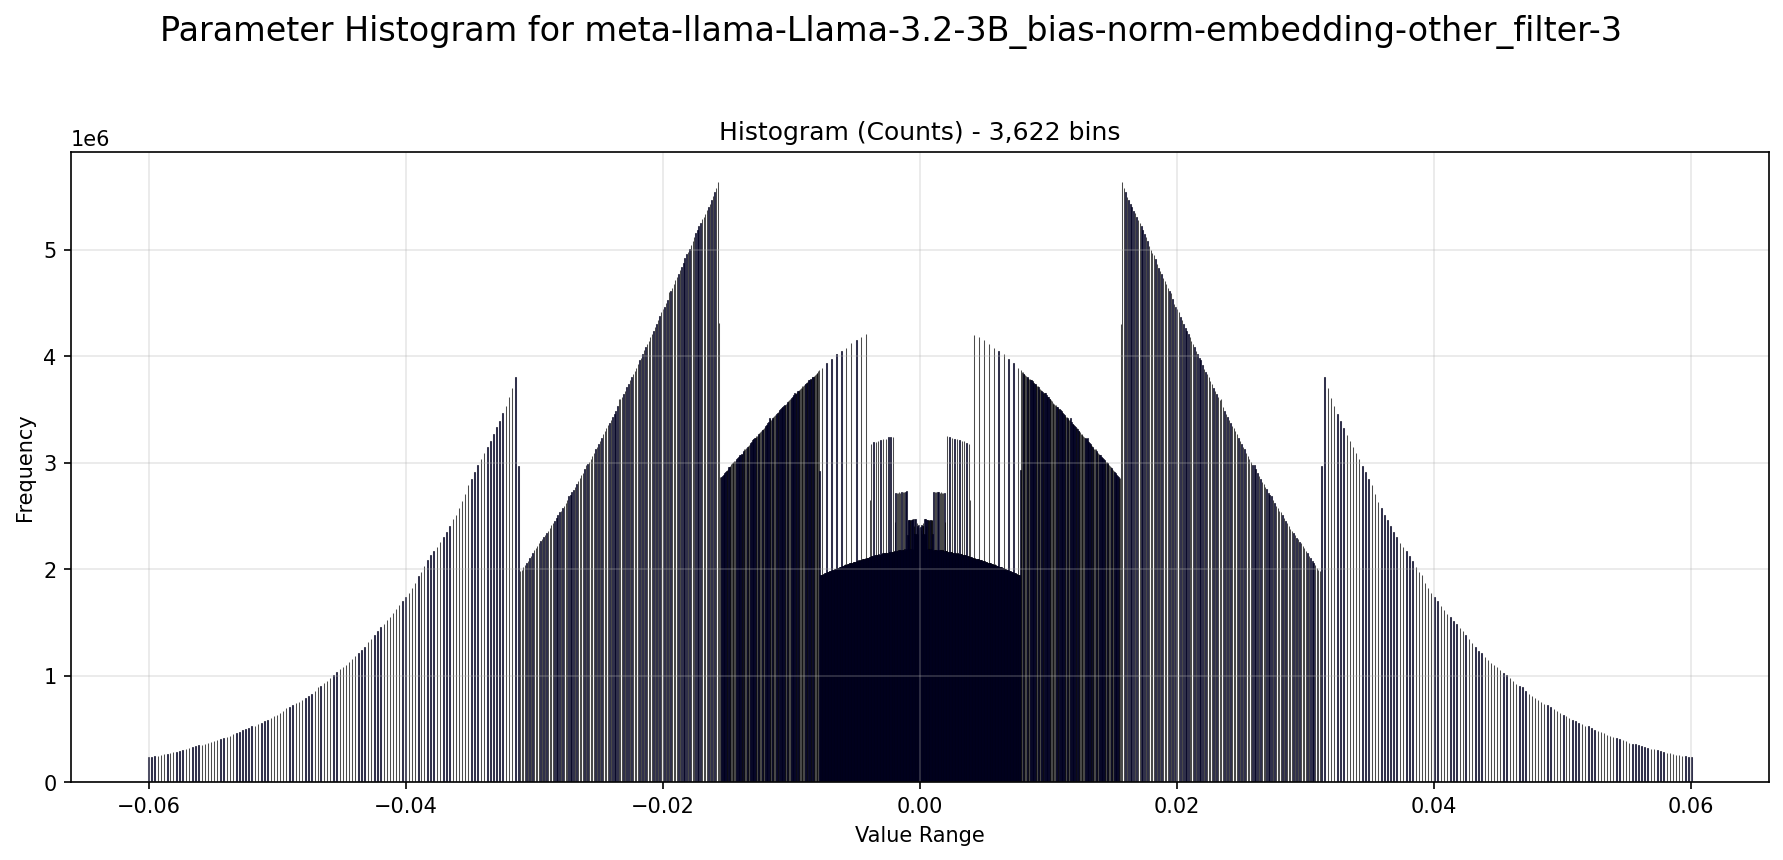 Parameter Histogram for meta-llama-Llama-3.2-3B_bias-norm-embedding-other_filter-3
Histogram (Counts) - 3,622 bins
1e6
5
4
3
2
1
0
Frequency
−0.06 −0.04 −0.02 0.00 0.02 0.04 0.06
Value Range